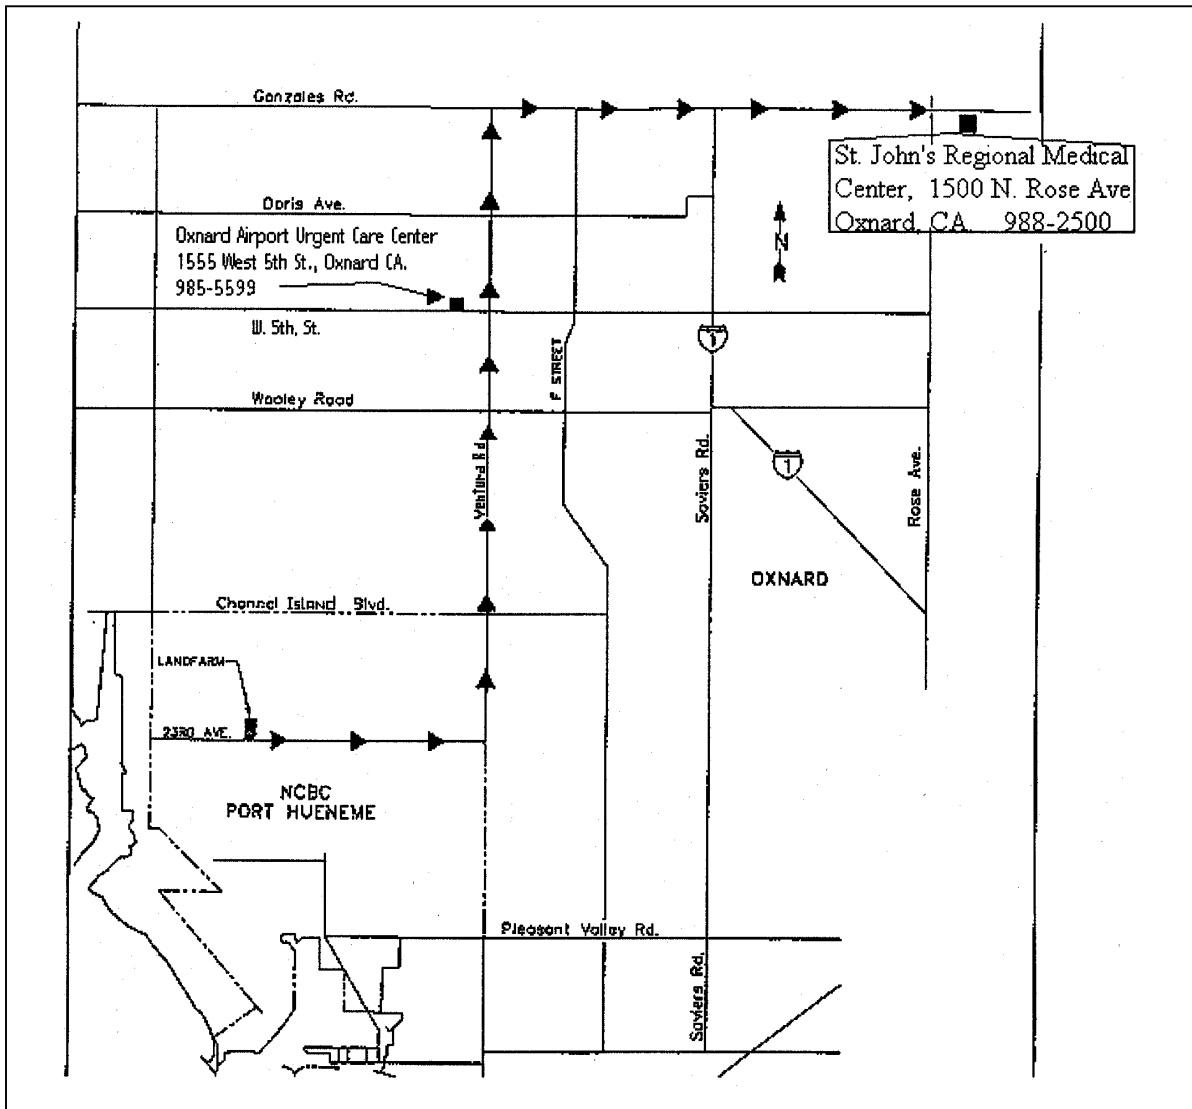 Gonzales Rd.
St. John's Regional Medical
Center, 1500 N. Rose Ave
Oxnard, CA. 988-2500
Doris Ave.
N
Oxnard Airport Urgent Care Center
1555 West 5th St., Oxnard CA.
985-5599
W. 5th, St.
1
F STREET
Wooley Road
Ventura Rd
Saviers Rd.
1
Rose Ave.
OXNARD
Channel Island Blvd.
LANDFARM
23RD AVE.
NCBC
PORT HUENEME
Pleasant Valley Rd.
Saviers Rd.